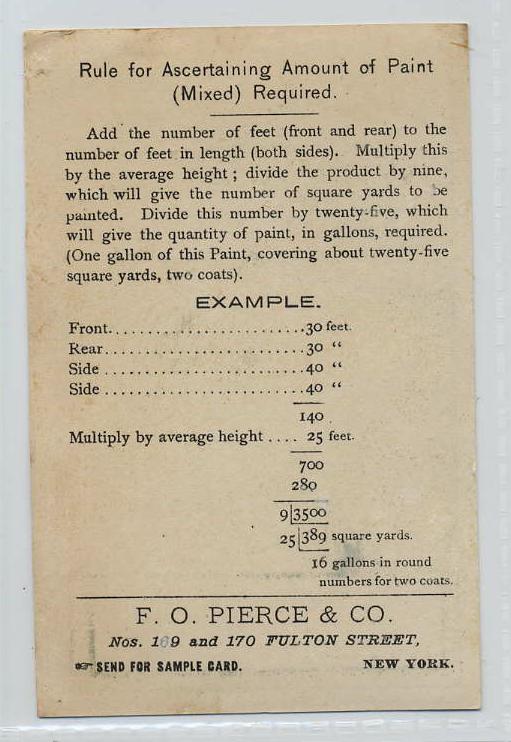 Rule for Ascertaining Amount of Paint
(Mixed) Required.
Add the number of feet (front and rear) to the
number of feet in length (both sides). Multiply this
by the average height; divide the product by nine,
which will give the number of square yards to be
painted. Divide this number by twenty-five, which
will give the quantity of paint, in gallons, required.
(One gallon of this Paint, covering about twenty-five
square yards, two coats).
EXAMPLE.
Front..........................30 feet.
Rear...........................30 "
Side ...........................40 "
Side ...........................40 "
140
Multiply by average height .... 25 feet.
700
280
9|3500
25|389 square yards.
16 gallons in round
numbers for two coats.
F. O. PIERCE & CO.
Nos. 169 and 170 FULTON STREET,
☞ SEND FOR SAMPLE CARD. NEW YORK.